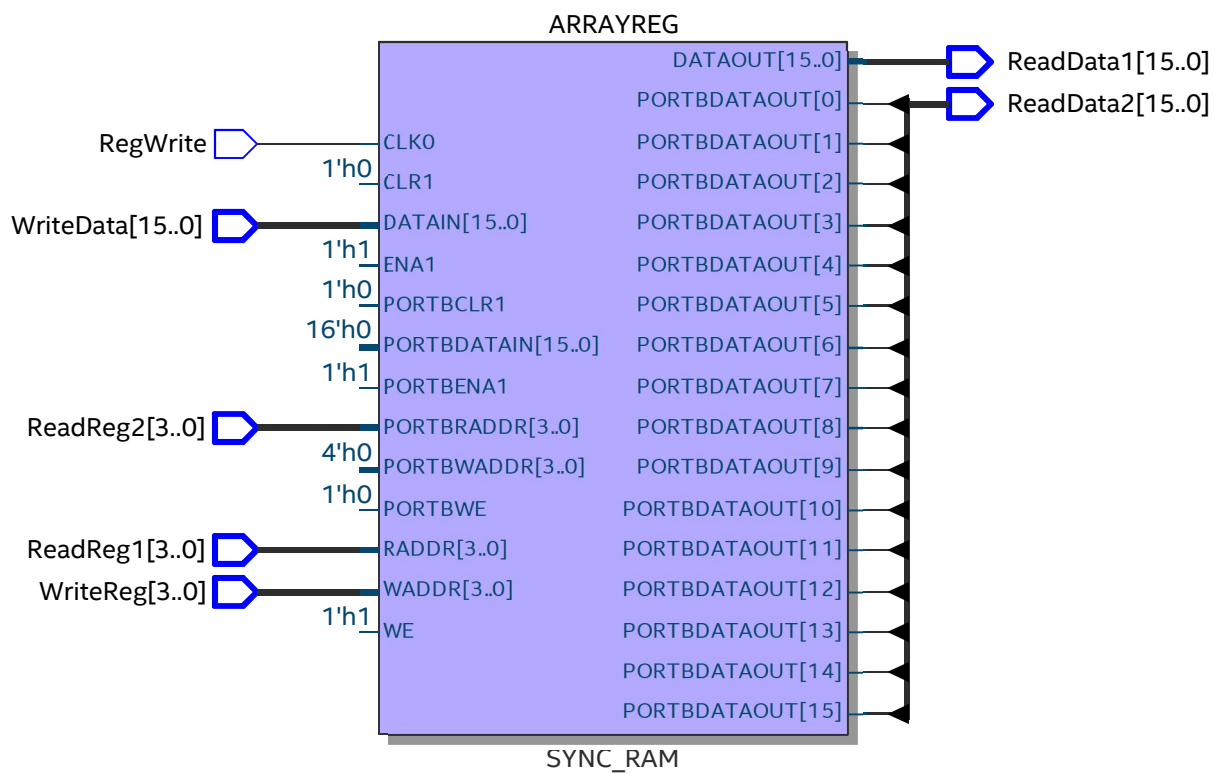 ARRAYREG
DATAOUT[15..0]
ReadData1[15..0]
PORTBDATAOUT[0]
ReadData2[15..0]
RegWrite
CLK0
PORTBDATAOUT[1]
1'h0
CLR1
PORTBDATAOUT[2]
WriteData[15..0]
DATAIN[15..0]
PORTBDATAOUT[3]
1'h1
ENA1
PORTBDATAOUT[4]
1'h0
PORTBCLR1
PORTBDATAOUT[5]
16'h0
PORTBDATAIN[15..0]
PORTBDATAOUT[6]
1'h1
PORTBENA1
PORTBDATAOUT[7]
ReadReg2[3..0]
PORTBRADDR[3..0]
PORTBDATAOUT[8]
4'h0
PORTBWADDR[3..0]
PORTBDATAOUT[9]
1'h0
PORTBWE
PORTBDATAOUT[10]
ReadReg1[3..0]
RADDR[3..0]
PORTBDATAOUT[11]
WriteReg[3..0]
WADDR[3..0]
PORTBDATAOUT[12]
1'h1
WE
PORTBDATAOUT[13]
PORTBDATAOUT[14]
PORTBDATAOUT[15]
SYNC_RAM